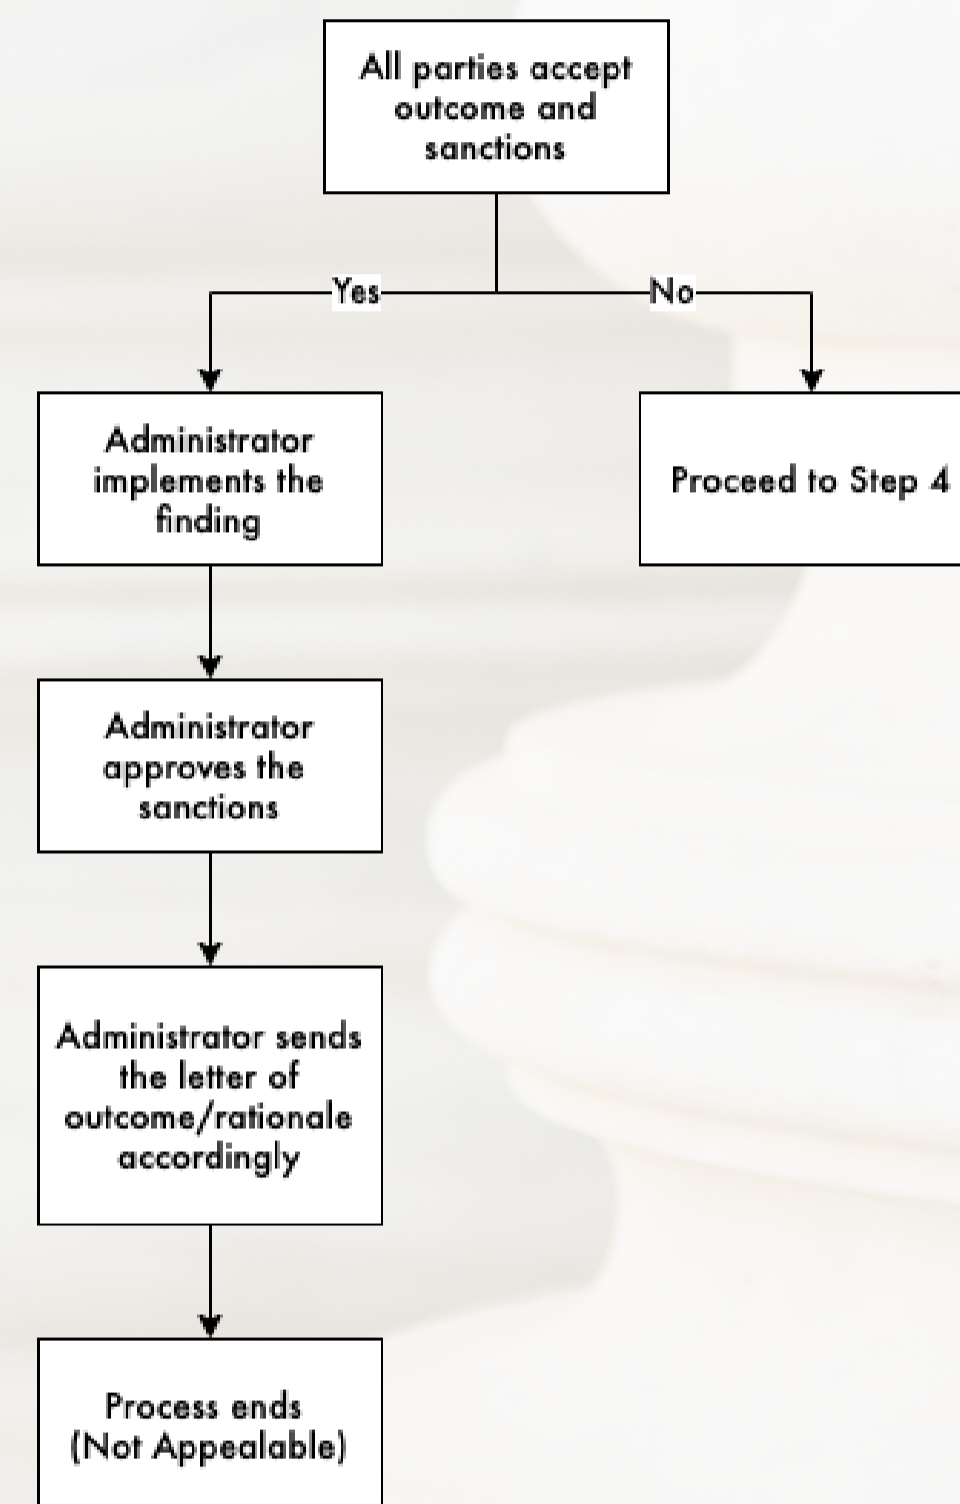 All parties accept
outcome and
sanctions
Yes
No
Administrator
implements the
finding
Proceed to Step 4
Administrator
approves the
sanctions
Administrator sends
the letter of
outcome/rationale
accordingly
Process ends
(Not Appealable)